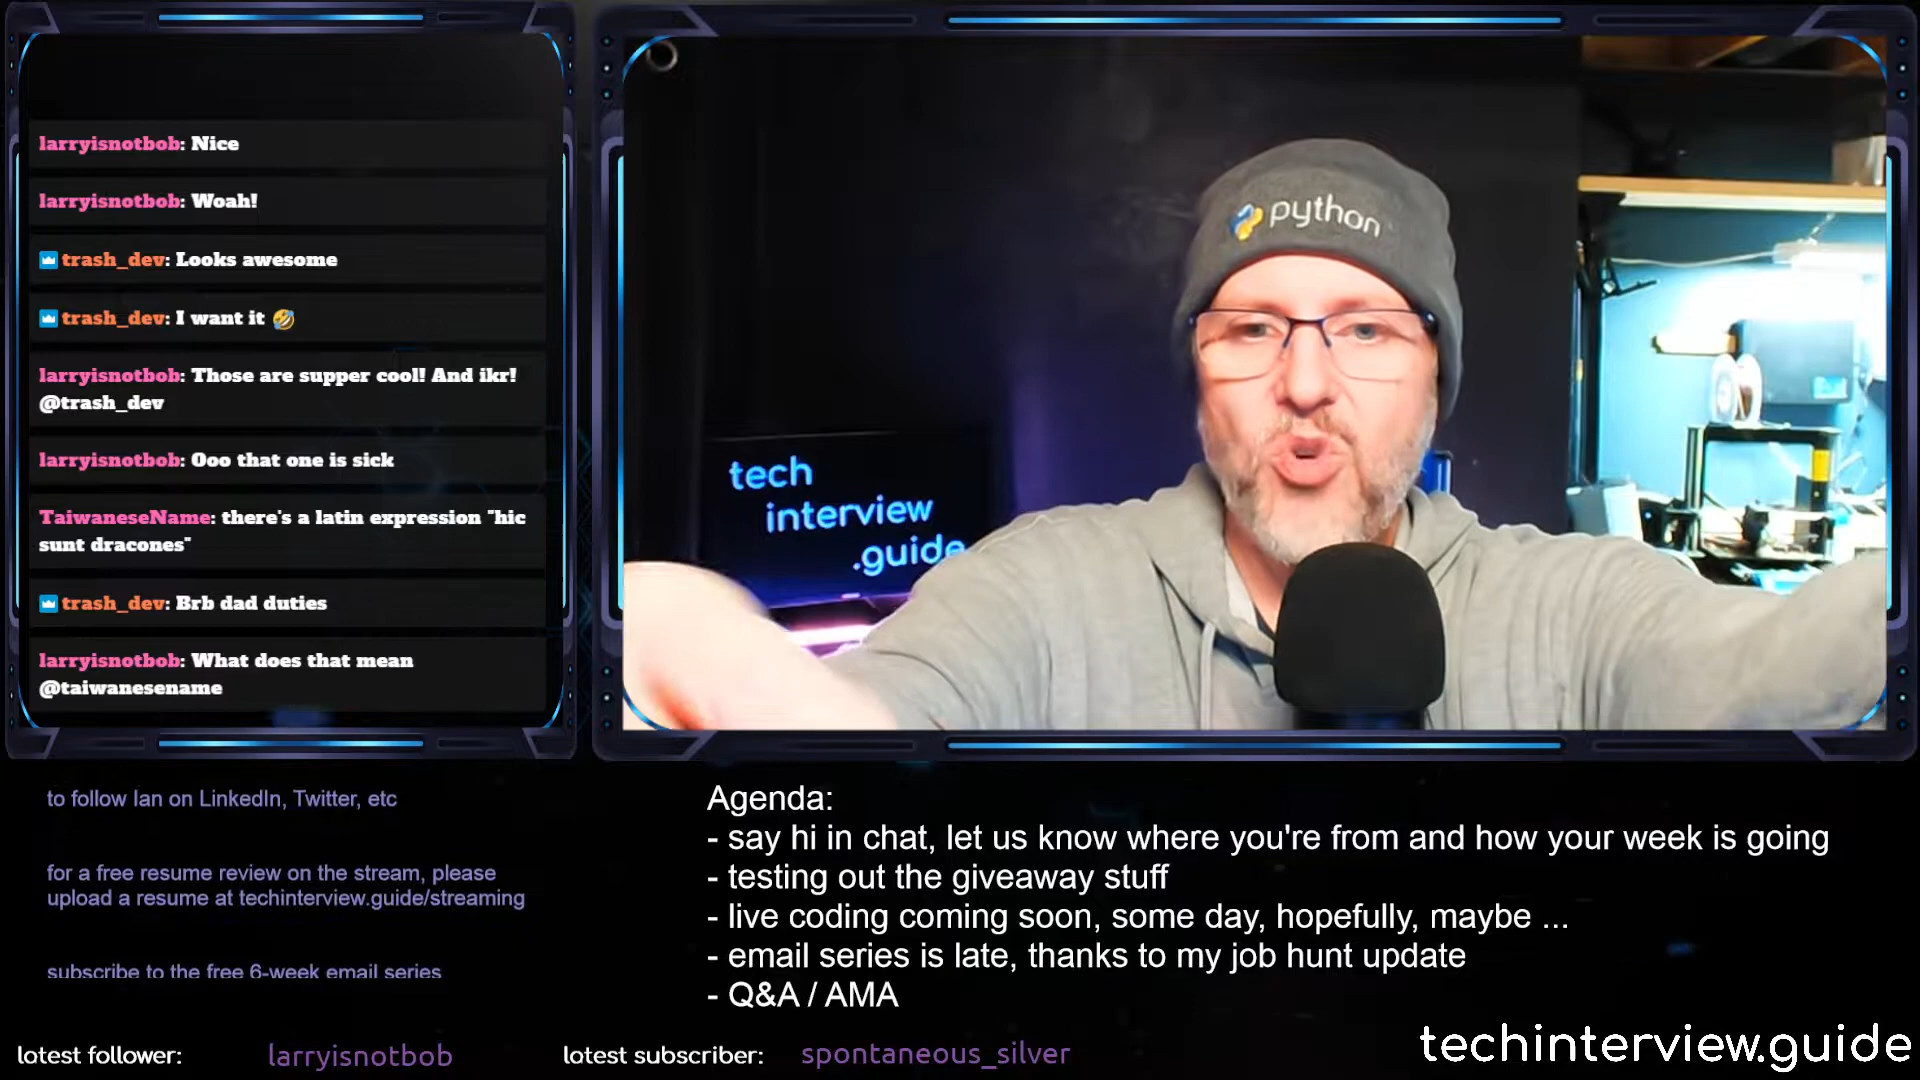 larryisnotbob: Nice
larryisnotbob: Woah!
trash_dev: Looks awesome
trash_dev: I want it 🤣
larryisnotbob: Those are supper cool! And ikr!
@trash_dev
larryisnotbob: Ooo that one is sick
TaiwaneseName: there's a latin expression "hic
sunt dracones"
trash_dev: Brb dad duties
larryisnotbob: What does that mean
@taiwanesename
python
tech
interview
.guide
to follow Ian on LinkedIn, Twitter, etc
for a free resume review on the stream, please
upload a resume at techinterview.guide/streaming
subscribe to the free 6-week email series
Agenda:
- say hi in chat, let us know where you're from and how your week is going
- testing out the giveaway stuff
- live coding coming soon, some day, hopefully, maybe ...
- email series is late, thanks to my job hunt update
- Q&A / AMA
latest follower: larryisnotbob
latest subscriber: spontaneous_silver
techinterview.guide